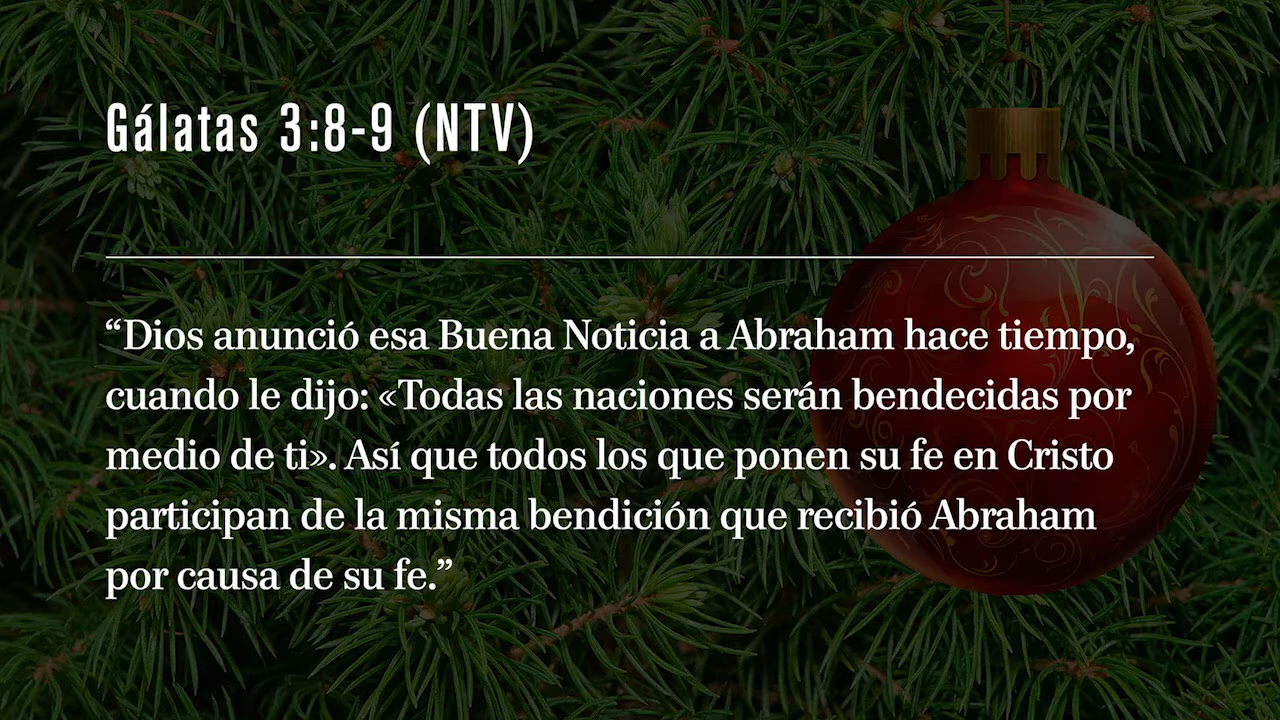 Gálatas 3:8-9 (NTV)
“Dios anunció esa Buena Noticia a Abraham hace tiempo,
cuando le dijo: «Todas las naciones serán bendecidas por
medio de ti». Así que todos los que ponen su fe en Cristo
participan de la misma bendición que recibió Abraham
por causa de su fe.”